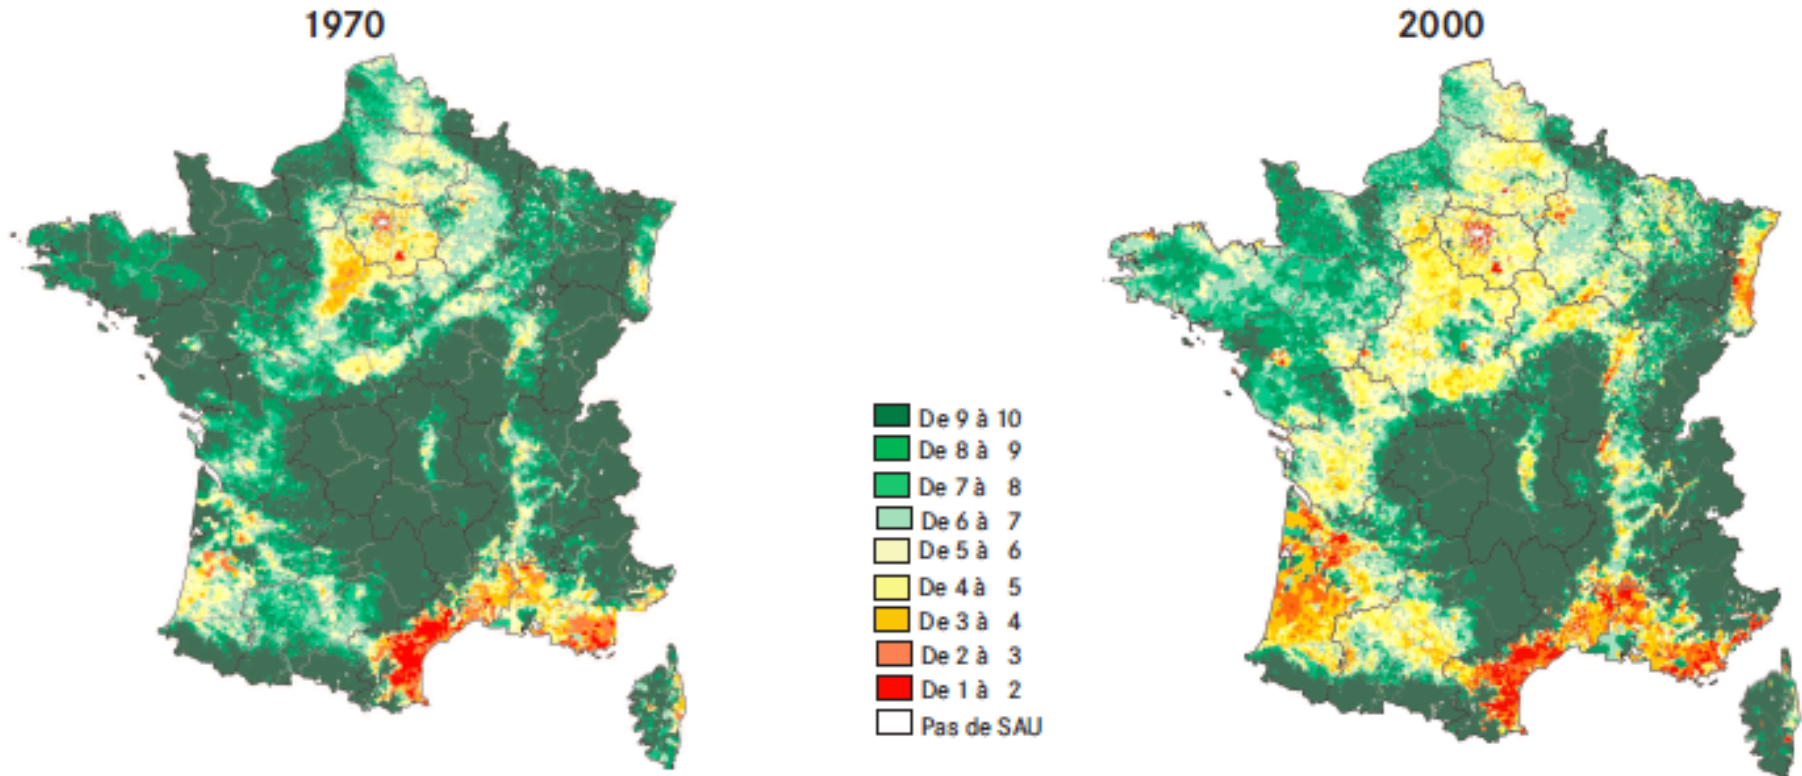 1970
2000
De 9 à 10
De 8 à 9
De 7 à 8
De 6 à 7
De 5 à 6
De 4 à 5
De 3 à 4
De 2 à 3
De 1 à 2
Pas de SAU